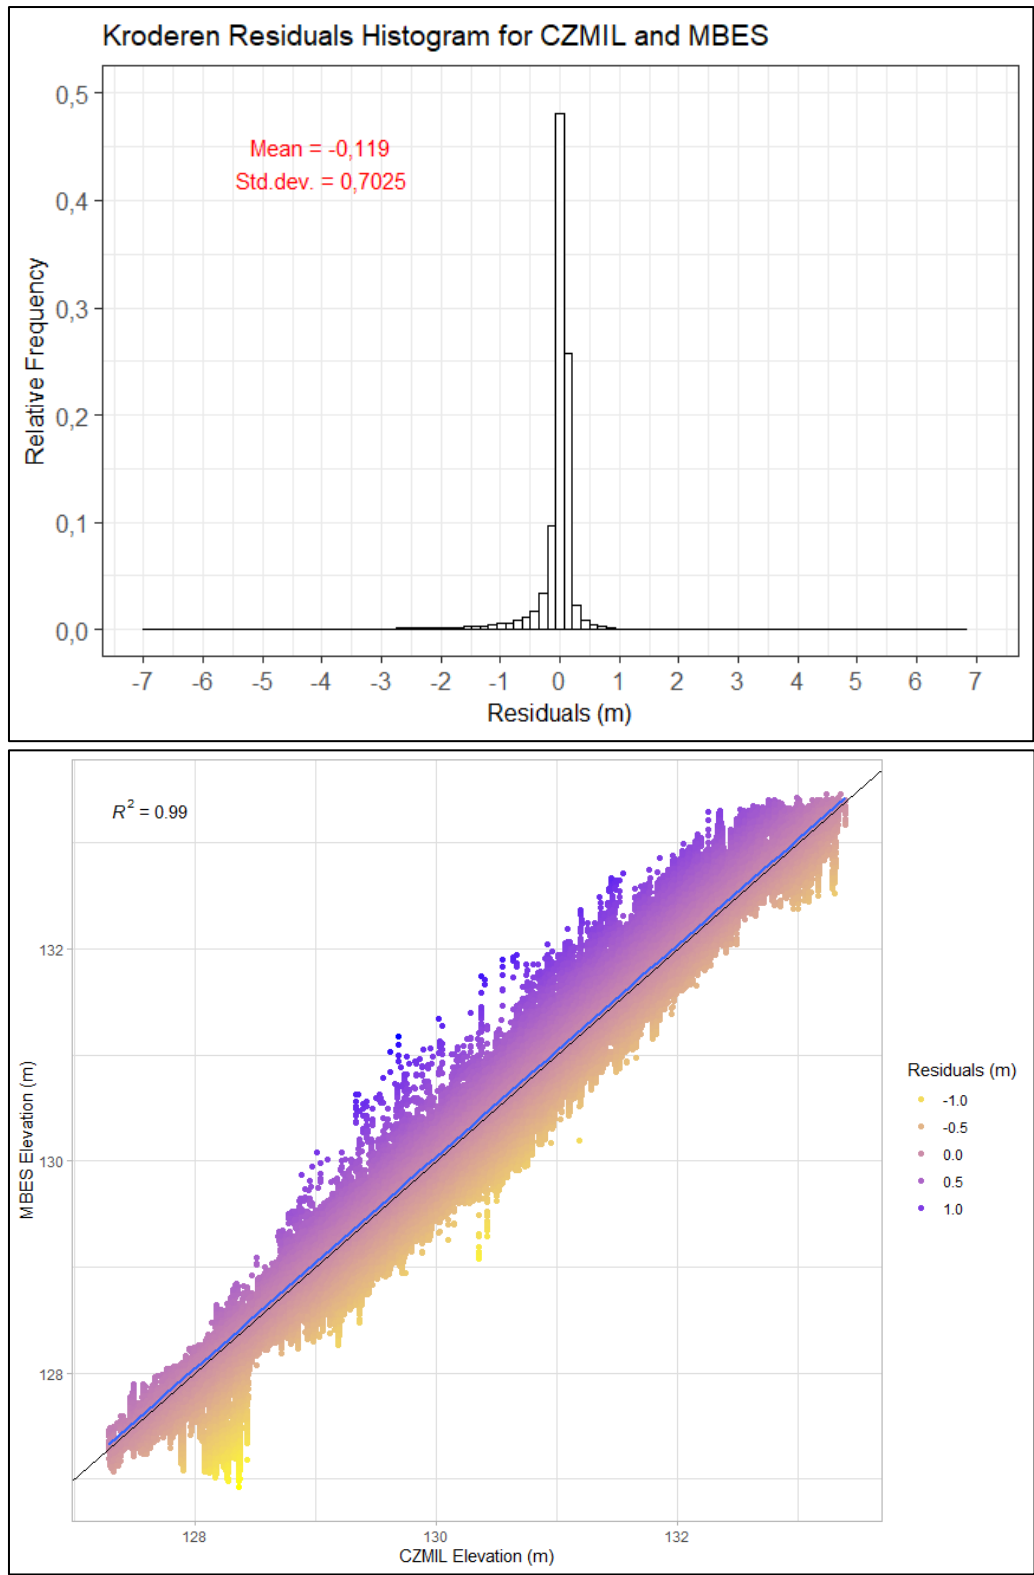 Kroderen Residuals Histogram for CZMIL and MBES
Mean = -0,119
Std.dev. = 0,7025
Relative Frequency
0,5
0,4
0,3
0,2
0,1
0,0
-7 -6 -5 -4 -3 -2 -1 0 1 2 3 4 5 6 7
Residuals (m)
R² = 0.99
MBES Elevation (m)
132
130
128
128 130 132
CZMIL Elevation (m)
Residuals (m)
-1.0
-0.5
0.0
0.5
1.0